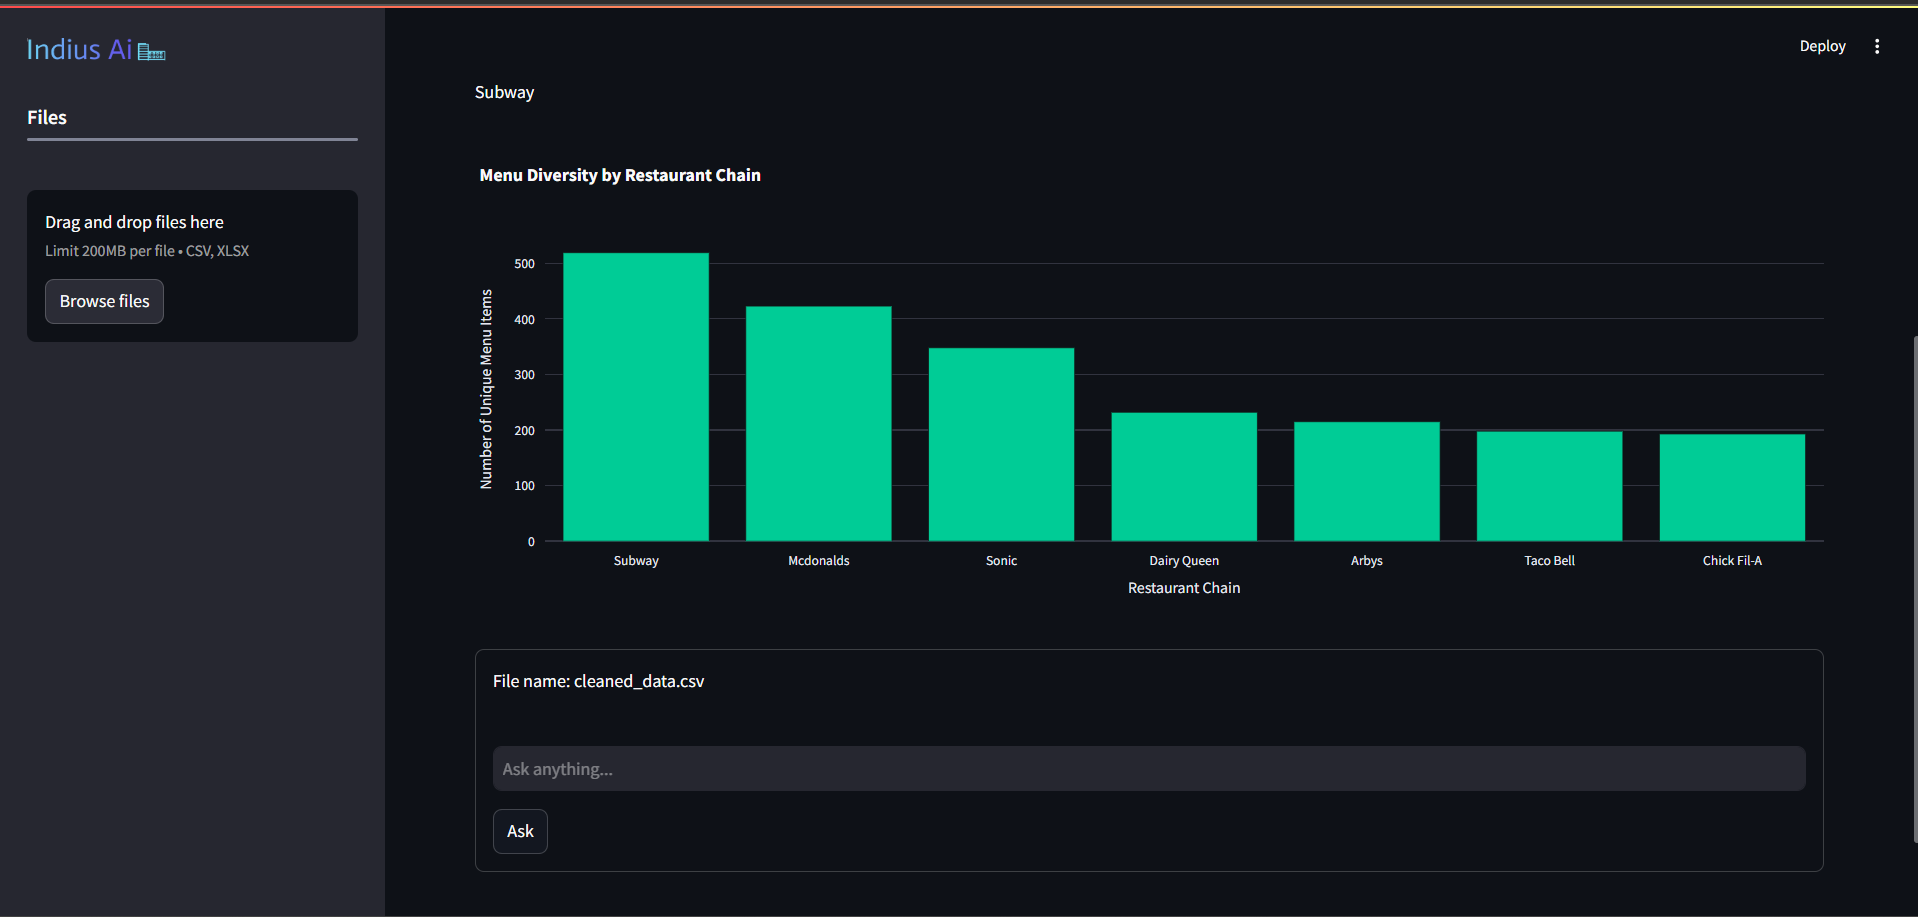 Indius Ai
Deploy
Files
Drag and drop files here
Limit 200MB per file • CSV, XLSX
Browse files
Subway
Menu Diversity by Restaurant Chain
Number of Unique Menu Items
500
400
300
200
100
0
Subway Mcdonalds Sonic Dairy Queen Arbys Taco Bell Chick Fil-A
Restaurant Chain
File name: cleaned_data.csv
Ask anything...
Ask